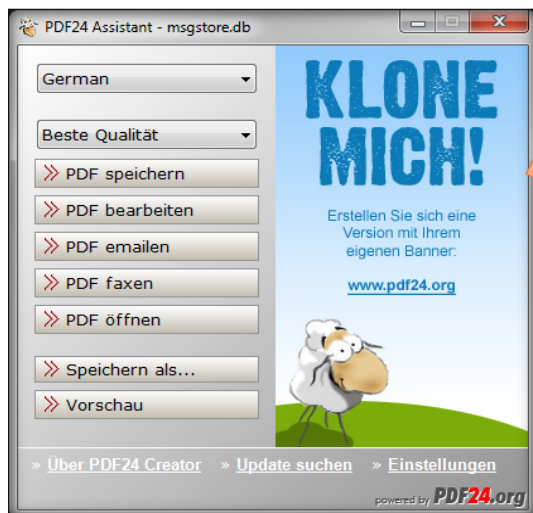 PDF24 Assistant - msgstore.db
German
Beste Qualität
PDF speichern
PDF bearbeiten
PDF emailen
PDF faxen
PDF öffnen
Speichern als...
Vorschau
KLONE
MICH!
Erstellen Sie sich eine
Version mit Ihrem
eigenen Banner:
www.pdf24.org
» Über PDF24 Creator » Update suchen » Einstellungen
powered by PDF24.org